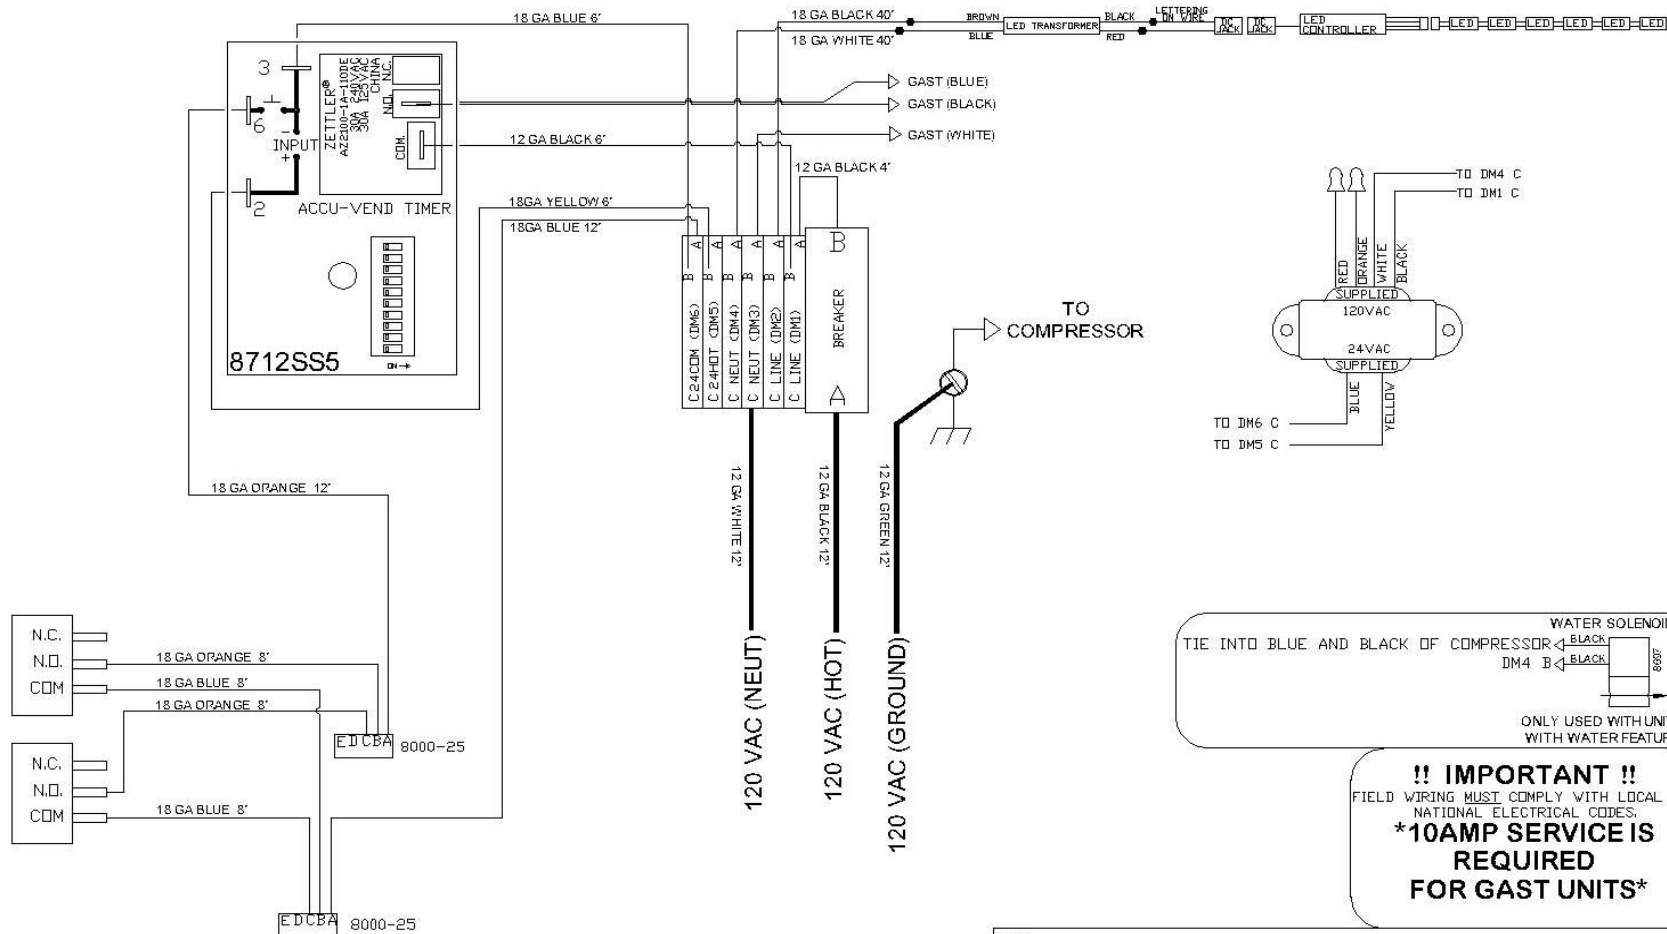 18 GA BLUE 6'
18 GA BLACK 40'
18 GA WHITE 40'
BROWN
BLUE
LED TRANSFORMER
BLACK
RED
LETTERING
ON WIRE
DC
JACK
DC
JACK
LED
CONTROLLER
LED
LED
LED
LED
LED
LED
3
6
2
INPUT
-
+
ZETTLER®
AZ2100-1A-110DE
30A 240VAC
30A 125VAC
CHINA
N.C.
N.O.
COM.
ACCU-VEND TIMER
8712SS5
ON
GAST (BLUE)
GAST (BLACK)
GAST (WHITE)
12 GA BLACK 6'
12 GA BLACK 4'
18GA YELLOW 6'
18GA BLUE 12'
C 24COM (DM6) B A
C 24HOT (DM5) B A
C NEUT (DM4) B A
C NEUT (DM3) B A
C LINE (DM2) B A
C LINE (DM1) B A
B
BREAKER
A
TO
COMPRESSOR
TO DM4 C
TO DM1 C
RED
ORANGE
WHITE
BLACK
SUPPLIED
120VAC
24VAC
SUPPLIED
BLUE
YELLOW
TO DM6 C
TO DM5 C
18 GA ORANGE 12'
12 GA WHITE 12'
12 GA BLACK 12'
12 GA GREEN 12'
120 VAC (NEUT)
120 VAC (HOT)
120 VAC (GROUND)
N.C.
N.O.
COM
18 GA ORANGE 8'
18 GA BLUE 8'
18 GA ORANGE 8'
N.C.
N.O.
COM
18 GA BLUE 8'
EDCBA
8000-25
EDCBA
8000-25
WATER SOLENOID
TIE INTO BLUE AND BLACK OF COMPRESSOR
BLACK
DM4 B
BLACK
8697
ONLY USED WITH UNIT
WITH WATER FEATUR
!! IMPORTANT !!
FIELD WIRING MUST COMPLY WITH LOCAL
NATIONAL ELECTRICAL CODES.
*10AMP SERVICE IS
REQUIRED
FOR GAST UNITS*